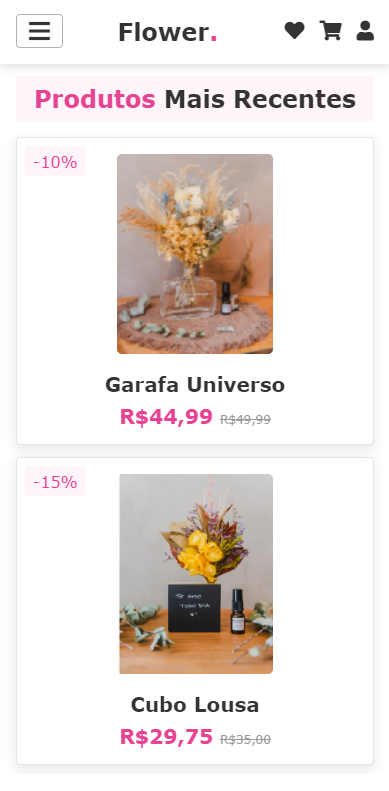 Flower.
Produtos Mais Recentes
-10%
Garafa Universo
R$44,99 R$49,99
-15%
TE AMO
TODO DIA
Cubo Lousa
R$29,75 R$35,00